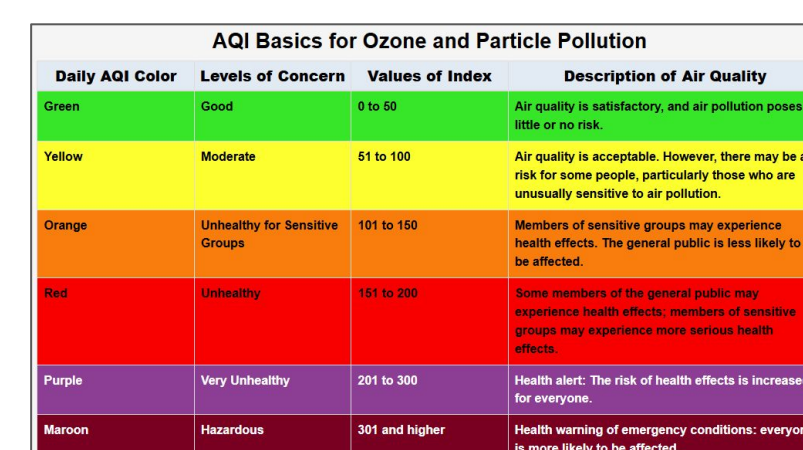 AQI Basics for Ozone and Particle Pollution
Daily AQI Color Levels of Concern Values of Index Description of Air Quality
Green Good 0 to 50 Air quality is satisfactory, and air pollution poses
little or no risk.
Yellow Moderate 51 to 100 Air quality is acceptable. However, there may be a
risk for some people, particularly those who are
unusually sensitive to air pollution.
Orange Unhealthy for Sensitive 101 to 150 Members of sensitive groups may experience
Groups health effects. The general public is less likely to
be affected.
Red Unhealthy 151 to 200 Some members of the general public may
experience health effects; members of sensitive
groups may experience more serious health
effects.
Purple Very Unhealthy 201 to 300 Health alert: The risk of health effects is increase
for everyone.
Maroon Hazardous 301 and higher Health warning of emergency conditions: everyon
is more likely to be affected